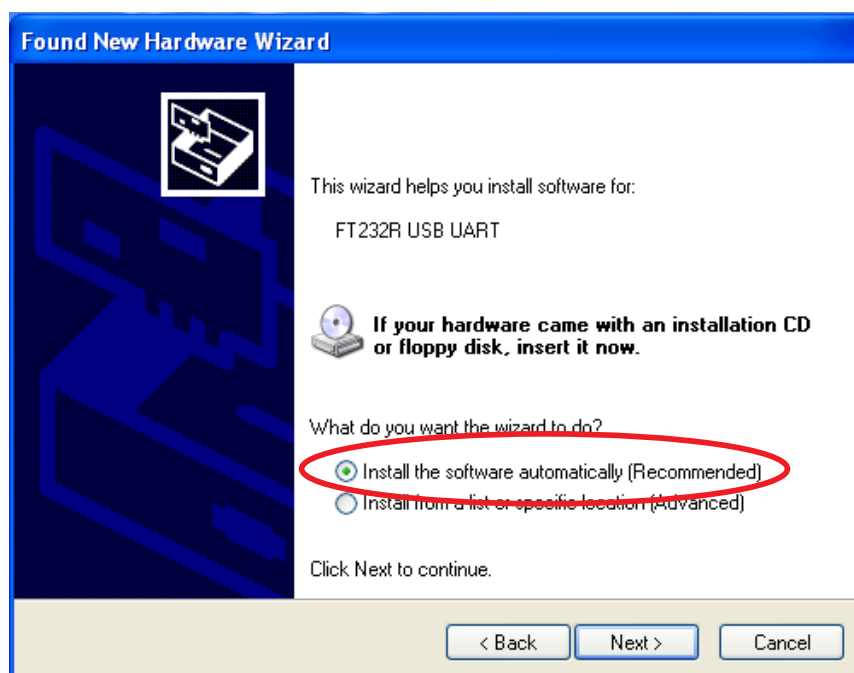 Found New Hardware Wizard
This wizard helps you install software for:
FT232R USB UART
If your hardware came with an installation CD
or floppy disk, insert it now.
What do you want the wizard to do?
Install the software automatically (Recommended)
Install from a list or specific location (Advanced)
Click Next to continue.
< Back Next > Cancel